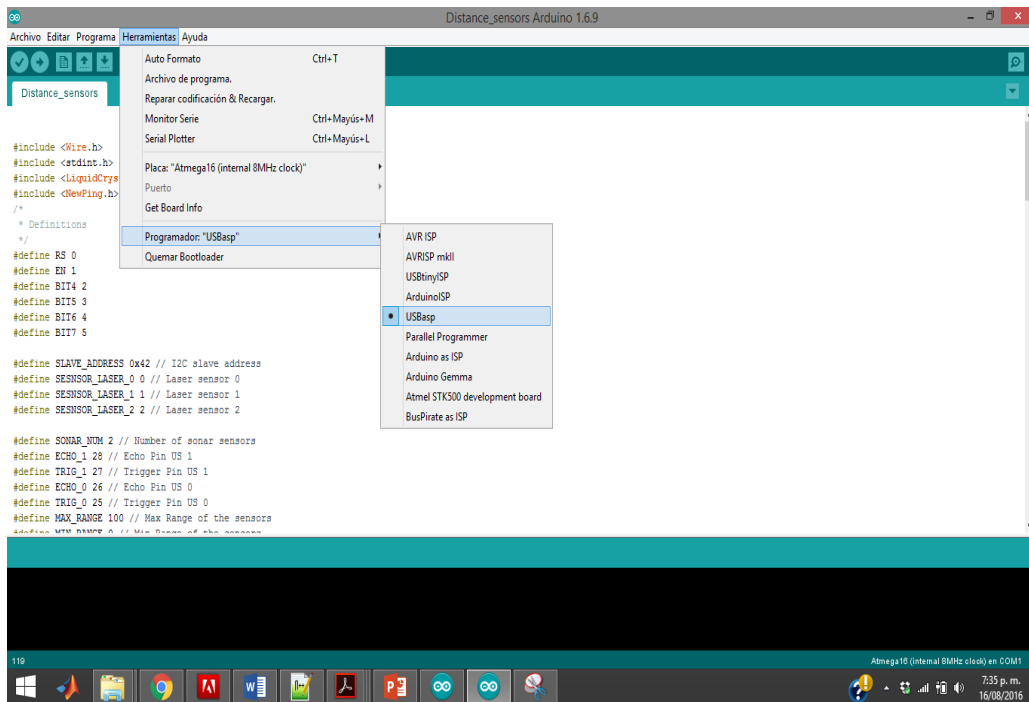 Distance_sensors Arduino 1.6.9
Archivo Editar Programa Herramientas Ayuda
Auto Formato Ctrl+T
Archivo de programa.
Reparar codificación & Recargar.
Monitor Serie Ctrl+Mayús+M
Serial Plotter Ctrl+Mayús+L
Placa: "Atmega16 (internal 8MHz clock)"
Puerto
Get Board Info
Programador: "USBasp"
Quemar Bootloader
AVR ISP
AVRISP mkII
USBtinyISP
ArduinoISP
USBasp
Parallel Programmer
Arduino as ISP
Arduino Gemma
Atmel STK500 development board
BusPirate as ISP
Distance_sensors
#include <Wire.h>
#include <stdint.h>
#include <LiquidCrys
#include <NewPing.h>
/*
* Definitions
*/
#define RS 0
#define EN 1
#define BIT4 2
#define BIT5 3
#define BIT6 4
#define BIT7 5
#define SLAVE_ADDRESS 0x42 // I2C slave address
#define SESNSOR_LASER_0 0 // Laser sensor 0
#define SESNSOR_LASER_1 1 // Laser sensor 1
#define SESNSOR_LASER_2 2 // Laser sensor 2
#define SONAR_NUM 2 // Number of sonar sensors
#define ECHO_1 28 // Echo Pin US 1
#define TRIG_1 27 // Trigger Pin US 1
#define ECHO_0 26 // Echo Pin US 0
#define TRIG_0 25 // Trigger Pin US 0
#define MAX_RANGE 100 // Max Range of the sensors
#define MIN_RANGE 0 // Min Range of the sensors
119
Atmega16 (internal 8MHz clock) en COM1
7:35 p. m.
16/08/2016